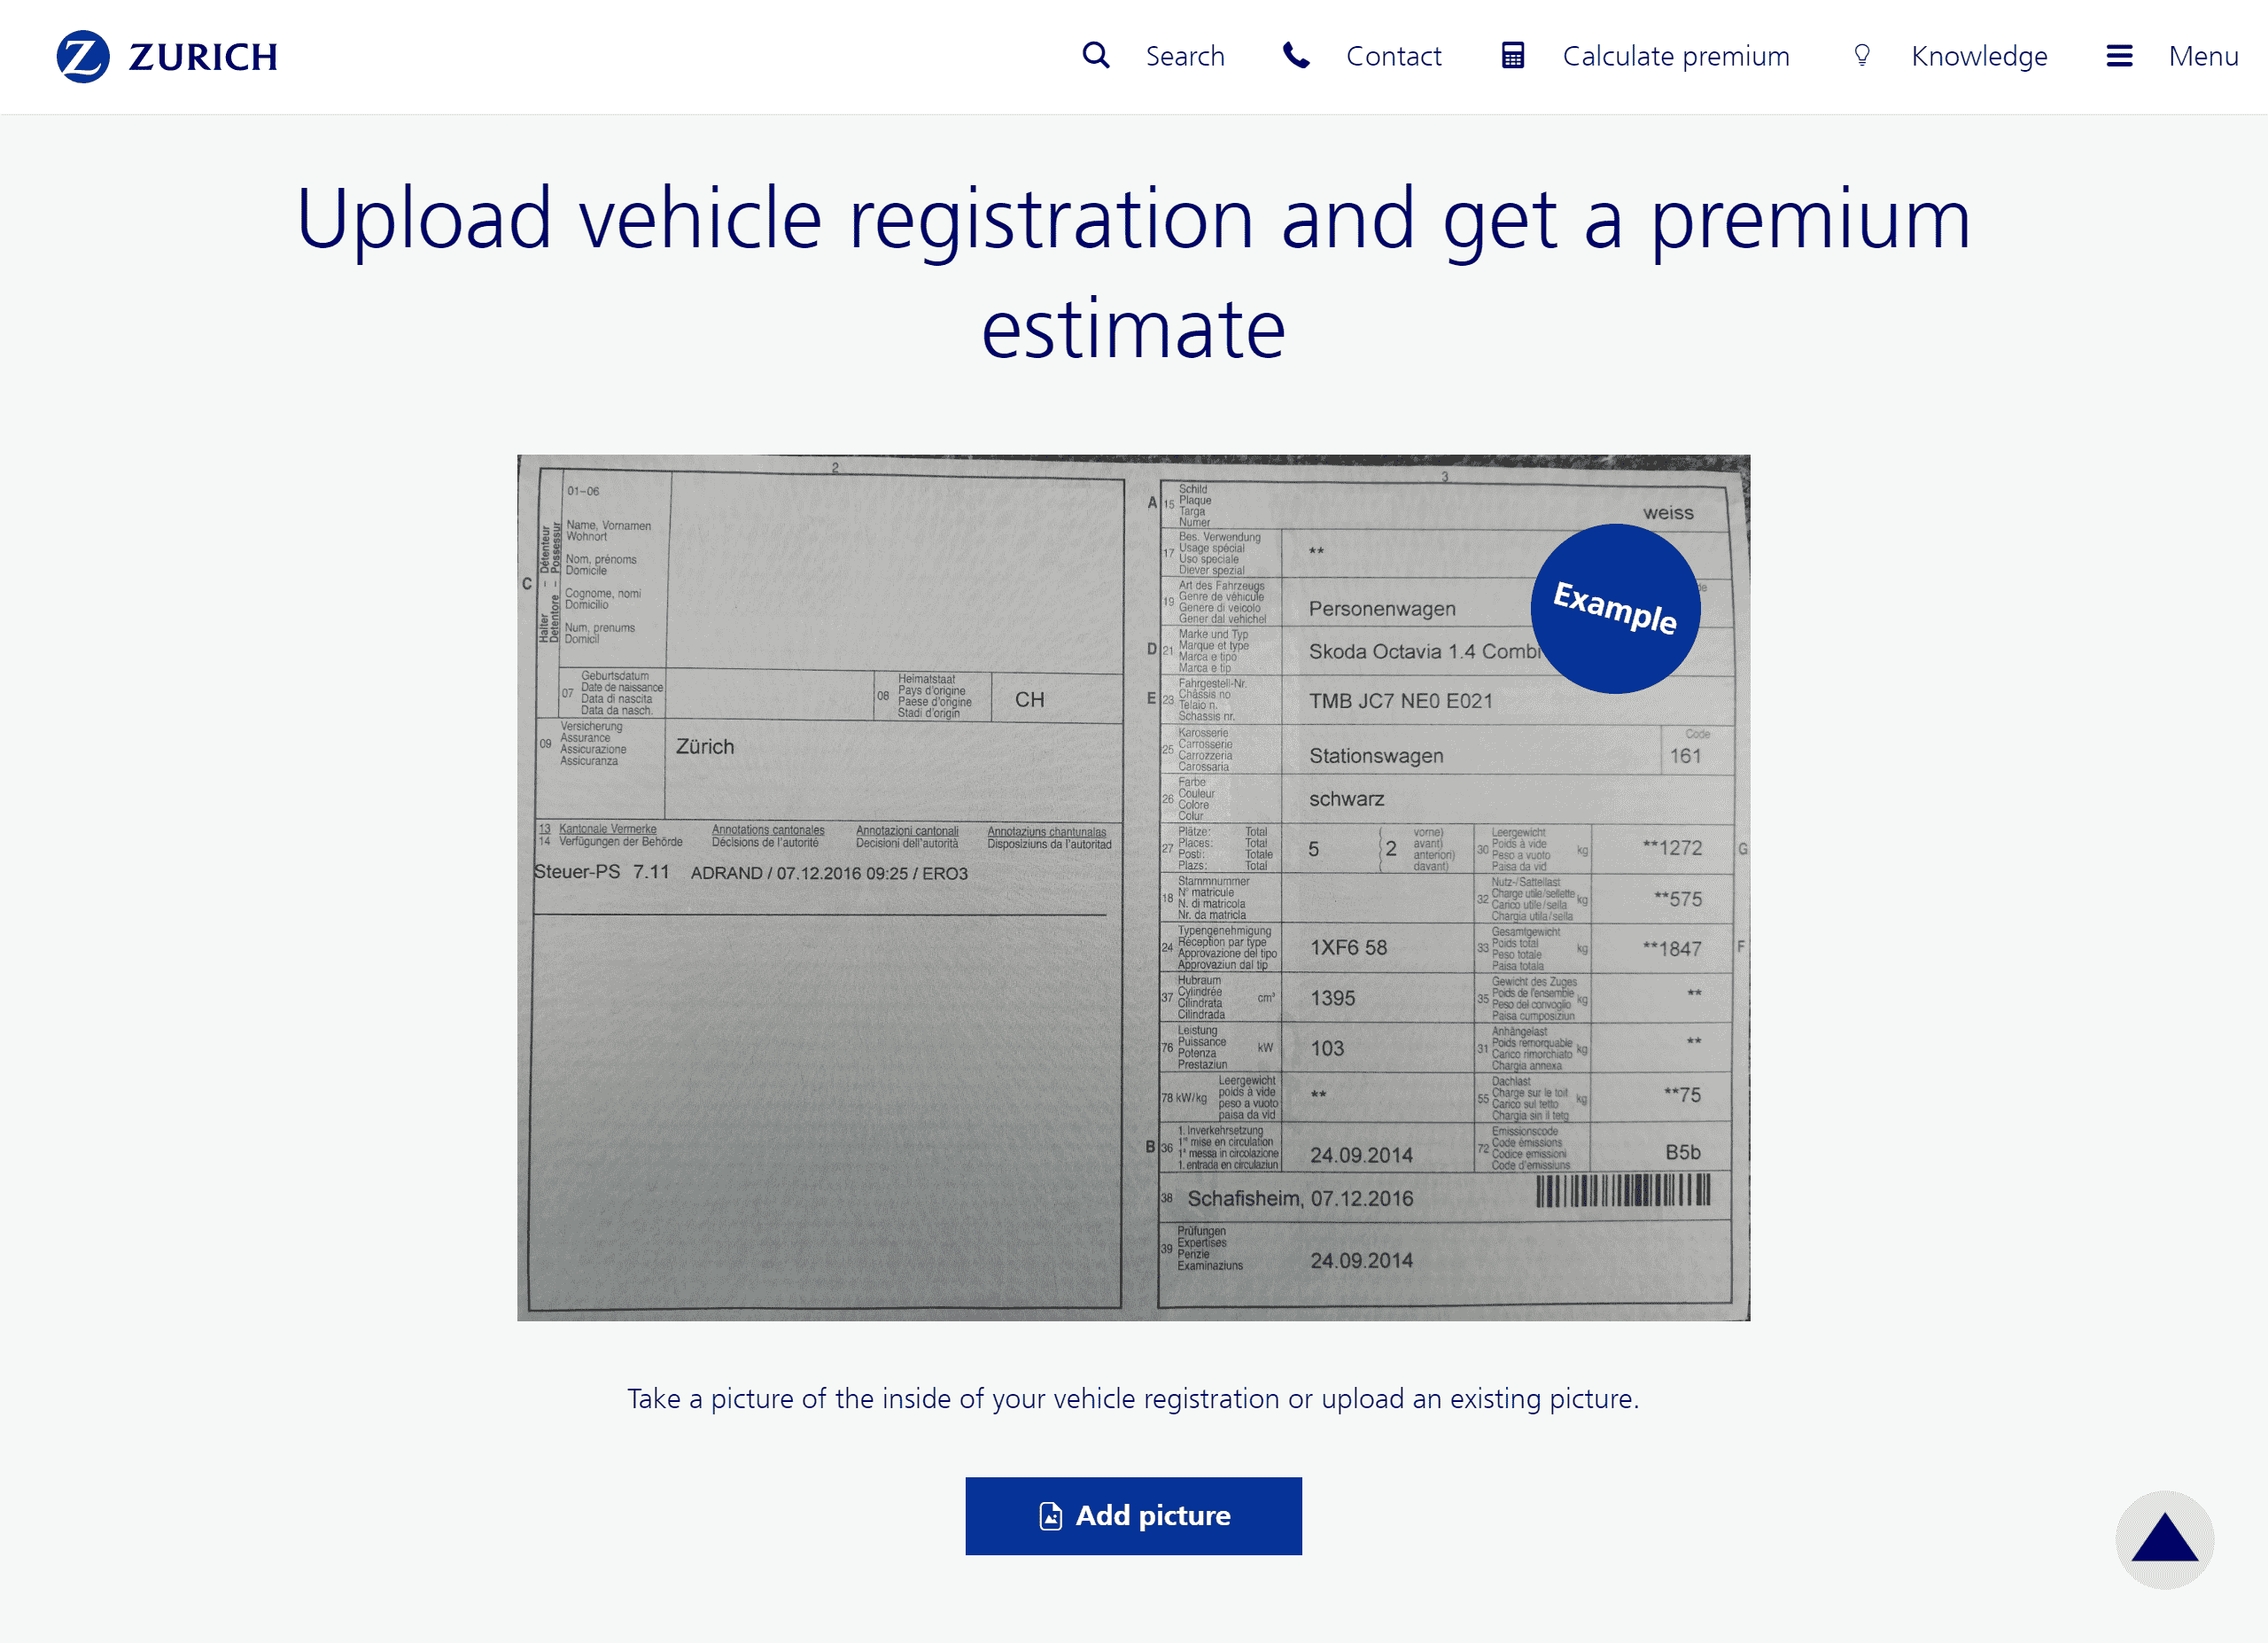 ZURICH
Search
Contact
Calculate premium
Knowledge
Menu
Upload vehicle registration and get a premium
estimate
2
01-06
Name, Vornamen
Wohnort
Nom, prénoms
Domicile
Cognome, nomi
Domicilio
Num, prenums
Domicil
C
Halter – Détenteur
Detentore – Possessur
07
Geburtsdatum
Date de naissance
Data di nascita
Data da nasch.
08
Heimatstaat
Pays d'origine
Paese d'origine
Stadi d'origin
CH
09
Versicherung
Assurance
Assicurazione
Assicuranza
Zürich
13 Kantonale Vermerke Annotations cantonales Annotazioni cantonali Annotaziuns chantunalas
14 Verfügungen der Behörde Décisions de l'autorité Decisioni dell'autorità Disposiziuns da l'autoritad
Steuer-PS 7.11 ADRAND / 07.12.2016 09:25 / ERO3
3
A 15
Schild
Plaque
Targa
Numer
weiss
17
Bes. Verwendung
Usage spécial
Uso speciale
Diever spezial
**
19
Art des Fahrzeugs
Genre de véhicule
Genere di veicolo
Gener dal vehichel
Personenwagen
Example
D 21
Marke und Typ
Marque et type
Marca e tipo
Marca e tip
Skoda Octavia 1.4 Combi
E 23
Fahrgestell-Nr.
Châssis no
Telaio n.
Schassis nr.
TMB JC7 NE0 E021
25
Karosserie
Carrosserie
Carrozzeria
Carossaria
Stationswagen
Code
161
26
Farbe
Couleur
Colore
Colur
schwarz
27
Plätze: Total
Places: Total
Posti: Totale
Plazs: Total
5
2
vorne)
avant)
anteriori)
davant)
30
Leergewicht
Poids à vide
Peso a vuoto
Paisa da vid
kg
**1272
G
18
Stammnummer
N° matricule
N. di matricola
Nr. da matricla
32
Nutz-/Sattellast
Charge utile/sellette
Carico utile/sella
Chargia utila/sella
kg
**575
24
Typengenehmigung
Réception par type
Approvazione del tipo
Approvaziun dal tip
1XF6 58
33
Gesamtgewicht
Poids total
Peso totale
Paisa totala
kg
**1847
F
37
Hubraum
Cylindrée
Cilindrata
Cilindrada
cm³
1395
35
Gewicht des Zuges
Poids de l'ensemble
Peso del convoglio
Paisa cumposiziun
kg
**
76
Leistung
Puissance
Potenza
Prestaziun
kW
103
31
Anhängelast
Poids remorquable
Carico rimorchiato
Chargia annexa
kg
**
78 kW/kg
Leergewicht
poids à vide
peso a vuoto
paisa da vid
**
55
Dachlast
Charge sur le toit
Carico sul tetto
Chargia sin il tetg
kg
**75
B 36
1. Inverkehrsetzung
1re mise en circulation
1a messa in circolazione
1. entrada en circulaziun
24.09.2014
72
Emissionscode
Code émissions
Codice emissioni
Code d'emissiuns
B5b
38
Schafisheim, 07.12.2016
39
Prüfungen
Expertises
Perizie
Examinaziuns
24.09.2014
Take a picture of the inside of your vehicle registration or upload an existing picture.
Add picture